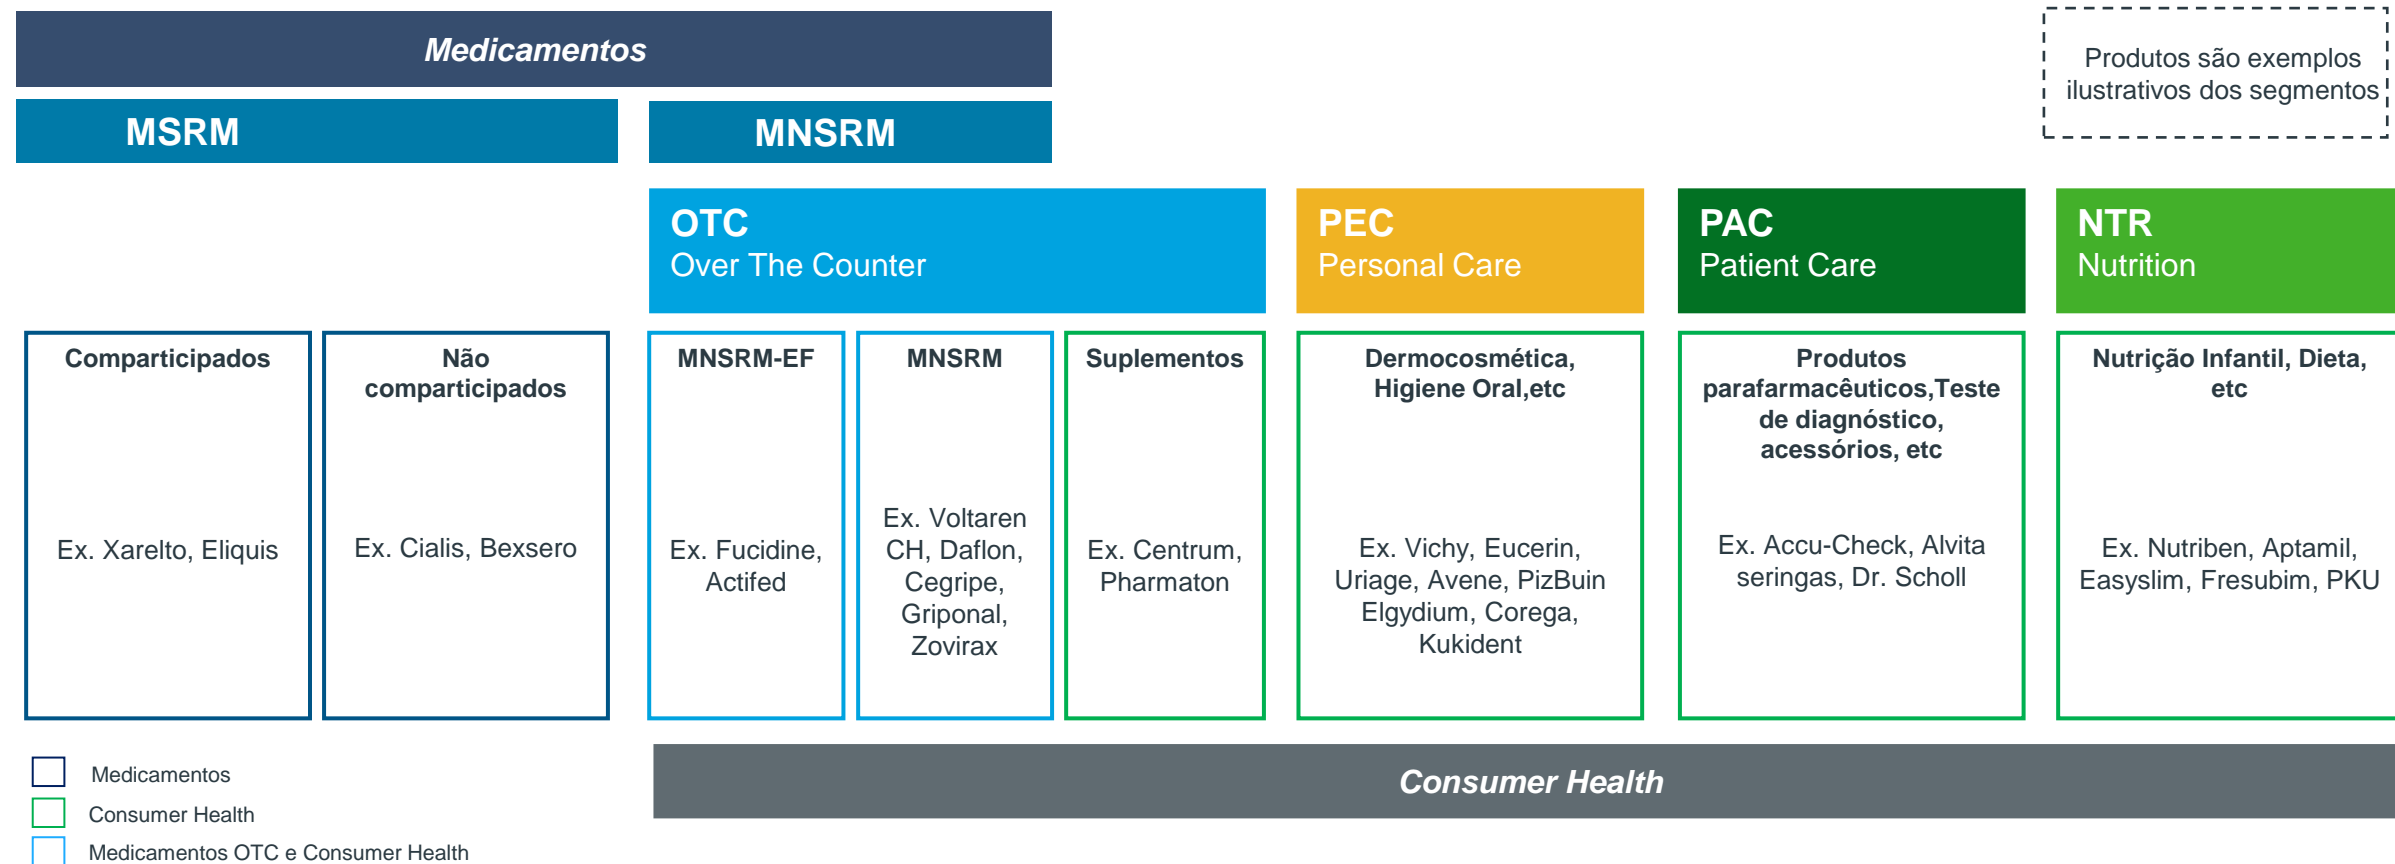 Medicamentos
Produtos são exemplos
ilustrativos dos segmentos
MSRM
MNSRM
OTC
Over The Counter
PEC
Personal Care
PAC
Patient Care
NTR
Nutrition
Comparticipados
Ex. Xarelto, Eliquis
Não
comparticipados
Ex. Cialis, Bexsero
MNSRM-EF
Ex. Fucidine,
Actifed
MNSRM
Ex. Voltaren
CH, Daflon,
Cegripe,
Griponal,
Zovirax
Suplementos
Ex. Centrum,
Pharmaton
Dermocosmética,
Higiene Oral,etc
Ex. Vichy, Eucerin,
Uriage, Avene, PizBuin
Elgydium, Corega,
Kukident
Produtos
parafarmacêuticos,Teste
de diagnóstico,
acessórios, etc
Ex. Accu-Check, Alvita
seringas, Dr. Scholl
Nutrição Infantil, Dieta,
etc
Ex. Nutriben, Aptamil,
Easyslim, Fresubim, PKU
Consumer Health
Medicamentos
Consumer Health
Medicamentos OTC e Consumer Health